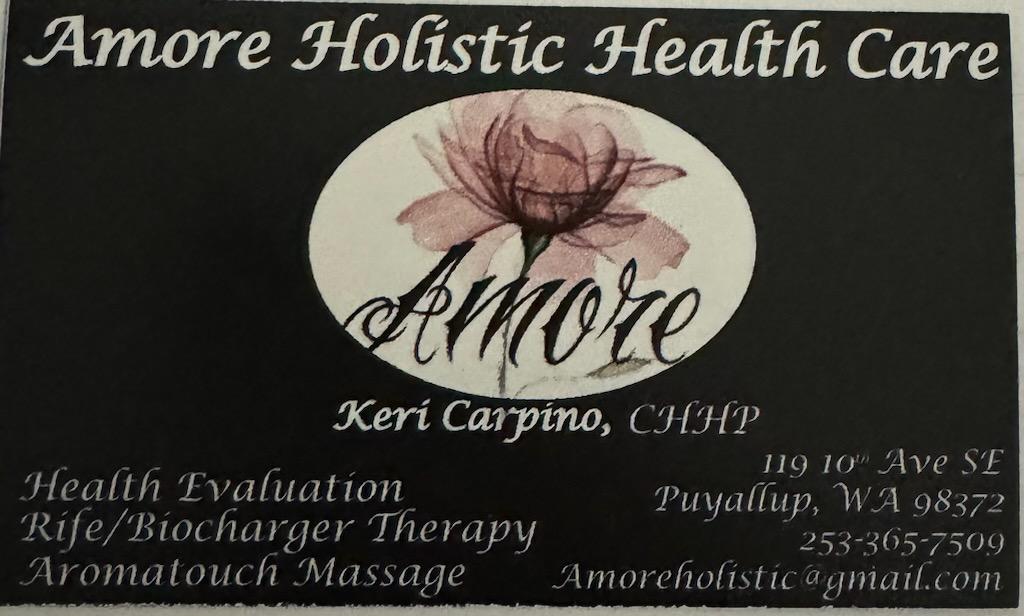 Amore Holistic Health Care
Amore
Keri Carpino, CHHP
Health Evaluation
Rife/Biocharger Therapy
Aromatouch Massage
119 10th Ave SE
Puyallup, WA 98372
253-365-7509
Amoreholistic@gmail.com